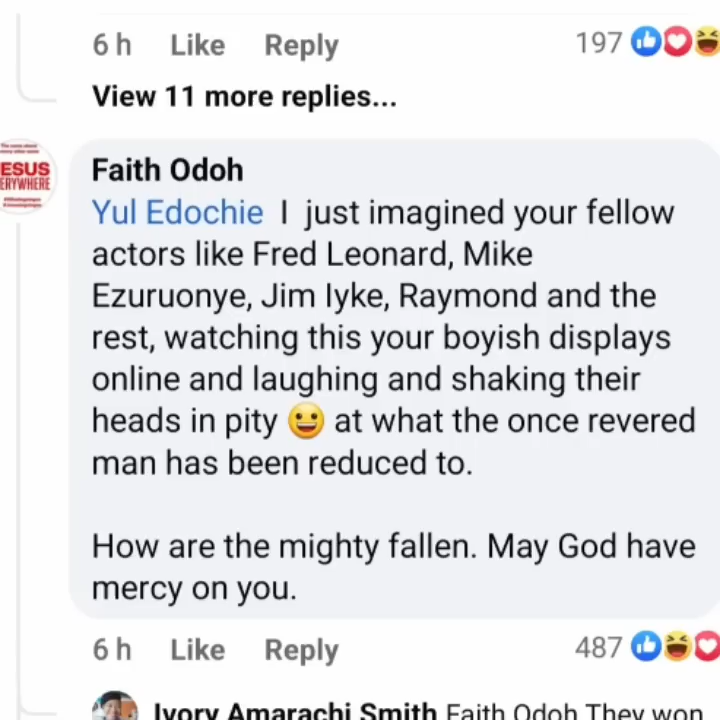 6 h Like Reply 197
View 11 more replies...
ESUS
ERYWHERE
Faith Odoh
Yul Edochie I just imagined your fellow
actors like Fred Leonard, Mike
Ezuruonye, Jim Iyke, Raymond and the
rest, watching this your boyish displays
online and laughing and shaking their
heads in pity 😀 at what the once revered
man has been reduced to.
How are the mighty fallen. May God have
mercy on you.
6 h Like Reply 487
Ivory Amarachi Smith Faith Odoh They won